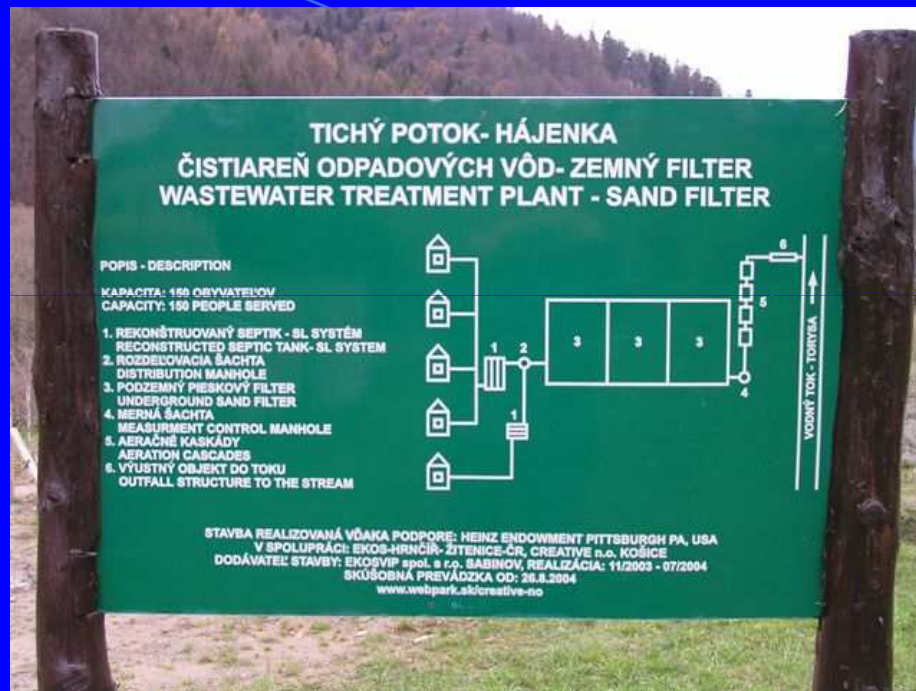 TICHÝ POTOK- HÁJENKA
ČISTIAREŇ ODPADOVÝCH VÔD- ZEMNÝ FILTER
WASTEWATER TREATMENT PLANT - SAND FILTER
POPIS - DESCRIPTION
KAPACITA: 150 OBYVATEĽOV
CAPACITY: 150 PEOPLE SERVED
1. REKONŠTRUOVANÝ SEPTIK - SL SYSTÉM
RECONSTRUCTED SEPTIC TANK- SL SYSTEM
2. ROZDEĽOVACIA ŠACHTA
DISTRIBUTION MANHOLE
3. PODZEMNÝ PIESKOVÝ FILTER
UNDERGROUND SAND FILTER
4. MERNÁ ŠACHTA
MEASURMENT CONTROL MANHOLE
5. AERAČNÉ KASKÁDY
AERATION CASCADES
6. VÝUSTNÝ OBJEKT DO TOKU
OUTFALL STRUCTURE TO THE STREAM
1
2
1
3
3
3
4
5
6
VODNÝ TOK - TORYSA
STAVBA REALIZOVANÁ VĎAKA PODPORE: HEINZ ENDOWMENT PITTSBURGH PA, USA
V SPOLUPRÁCI: EKOS-HRNČIŘ- ŽITENICE-ČR, CREATIVE n.o. KOŠICE
DODÁVATEĽ STAVBY: EKOSVIP spol. s r.o. SABINOV, REALIZÁCIA: 11/2003 - 07/2004
SKÚŠOBNÁ PREVÁDZKA OD: 26.8.2004
www.webpark.sk/creative-no